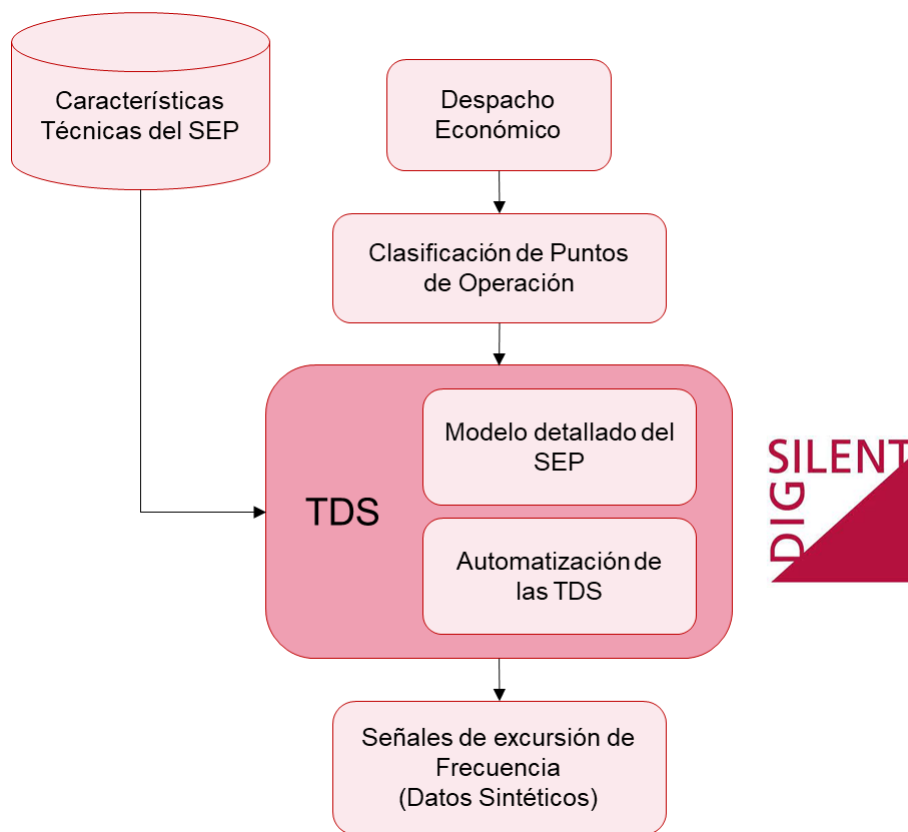 Características
Técnicas del SEP
Despacho
Económico
Clasificación de Puntos
de Operación
TDS
Modelo detallado del
SEP
Automatización de
las TDS
DIG
SILENT
Señales de excursión de
Frecuencia
(Datos Sintéticos)